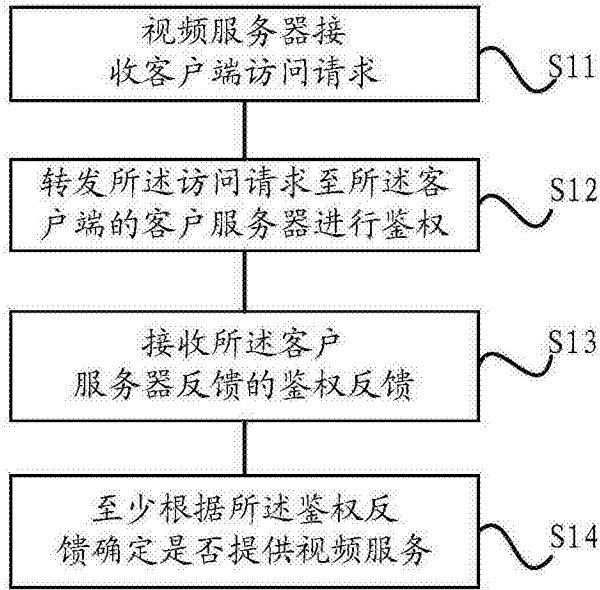 视频服务器接
收客户端访问请求
S11
转发所述访问请求至所述客
户端的客户服务器进行鉴权
S12
接收所述客户
服务器反馈的鉴权反馈
S13
至少根据所述鉴权反
馈确定是否提供视频服务
S14